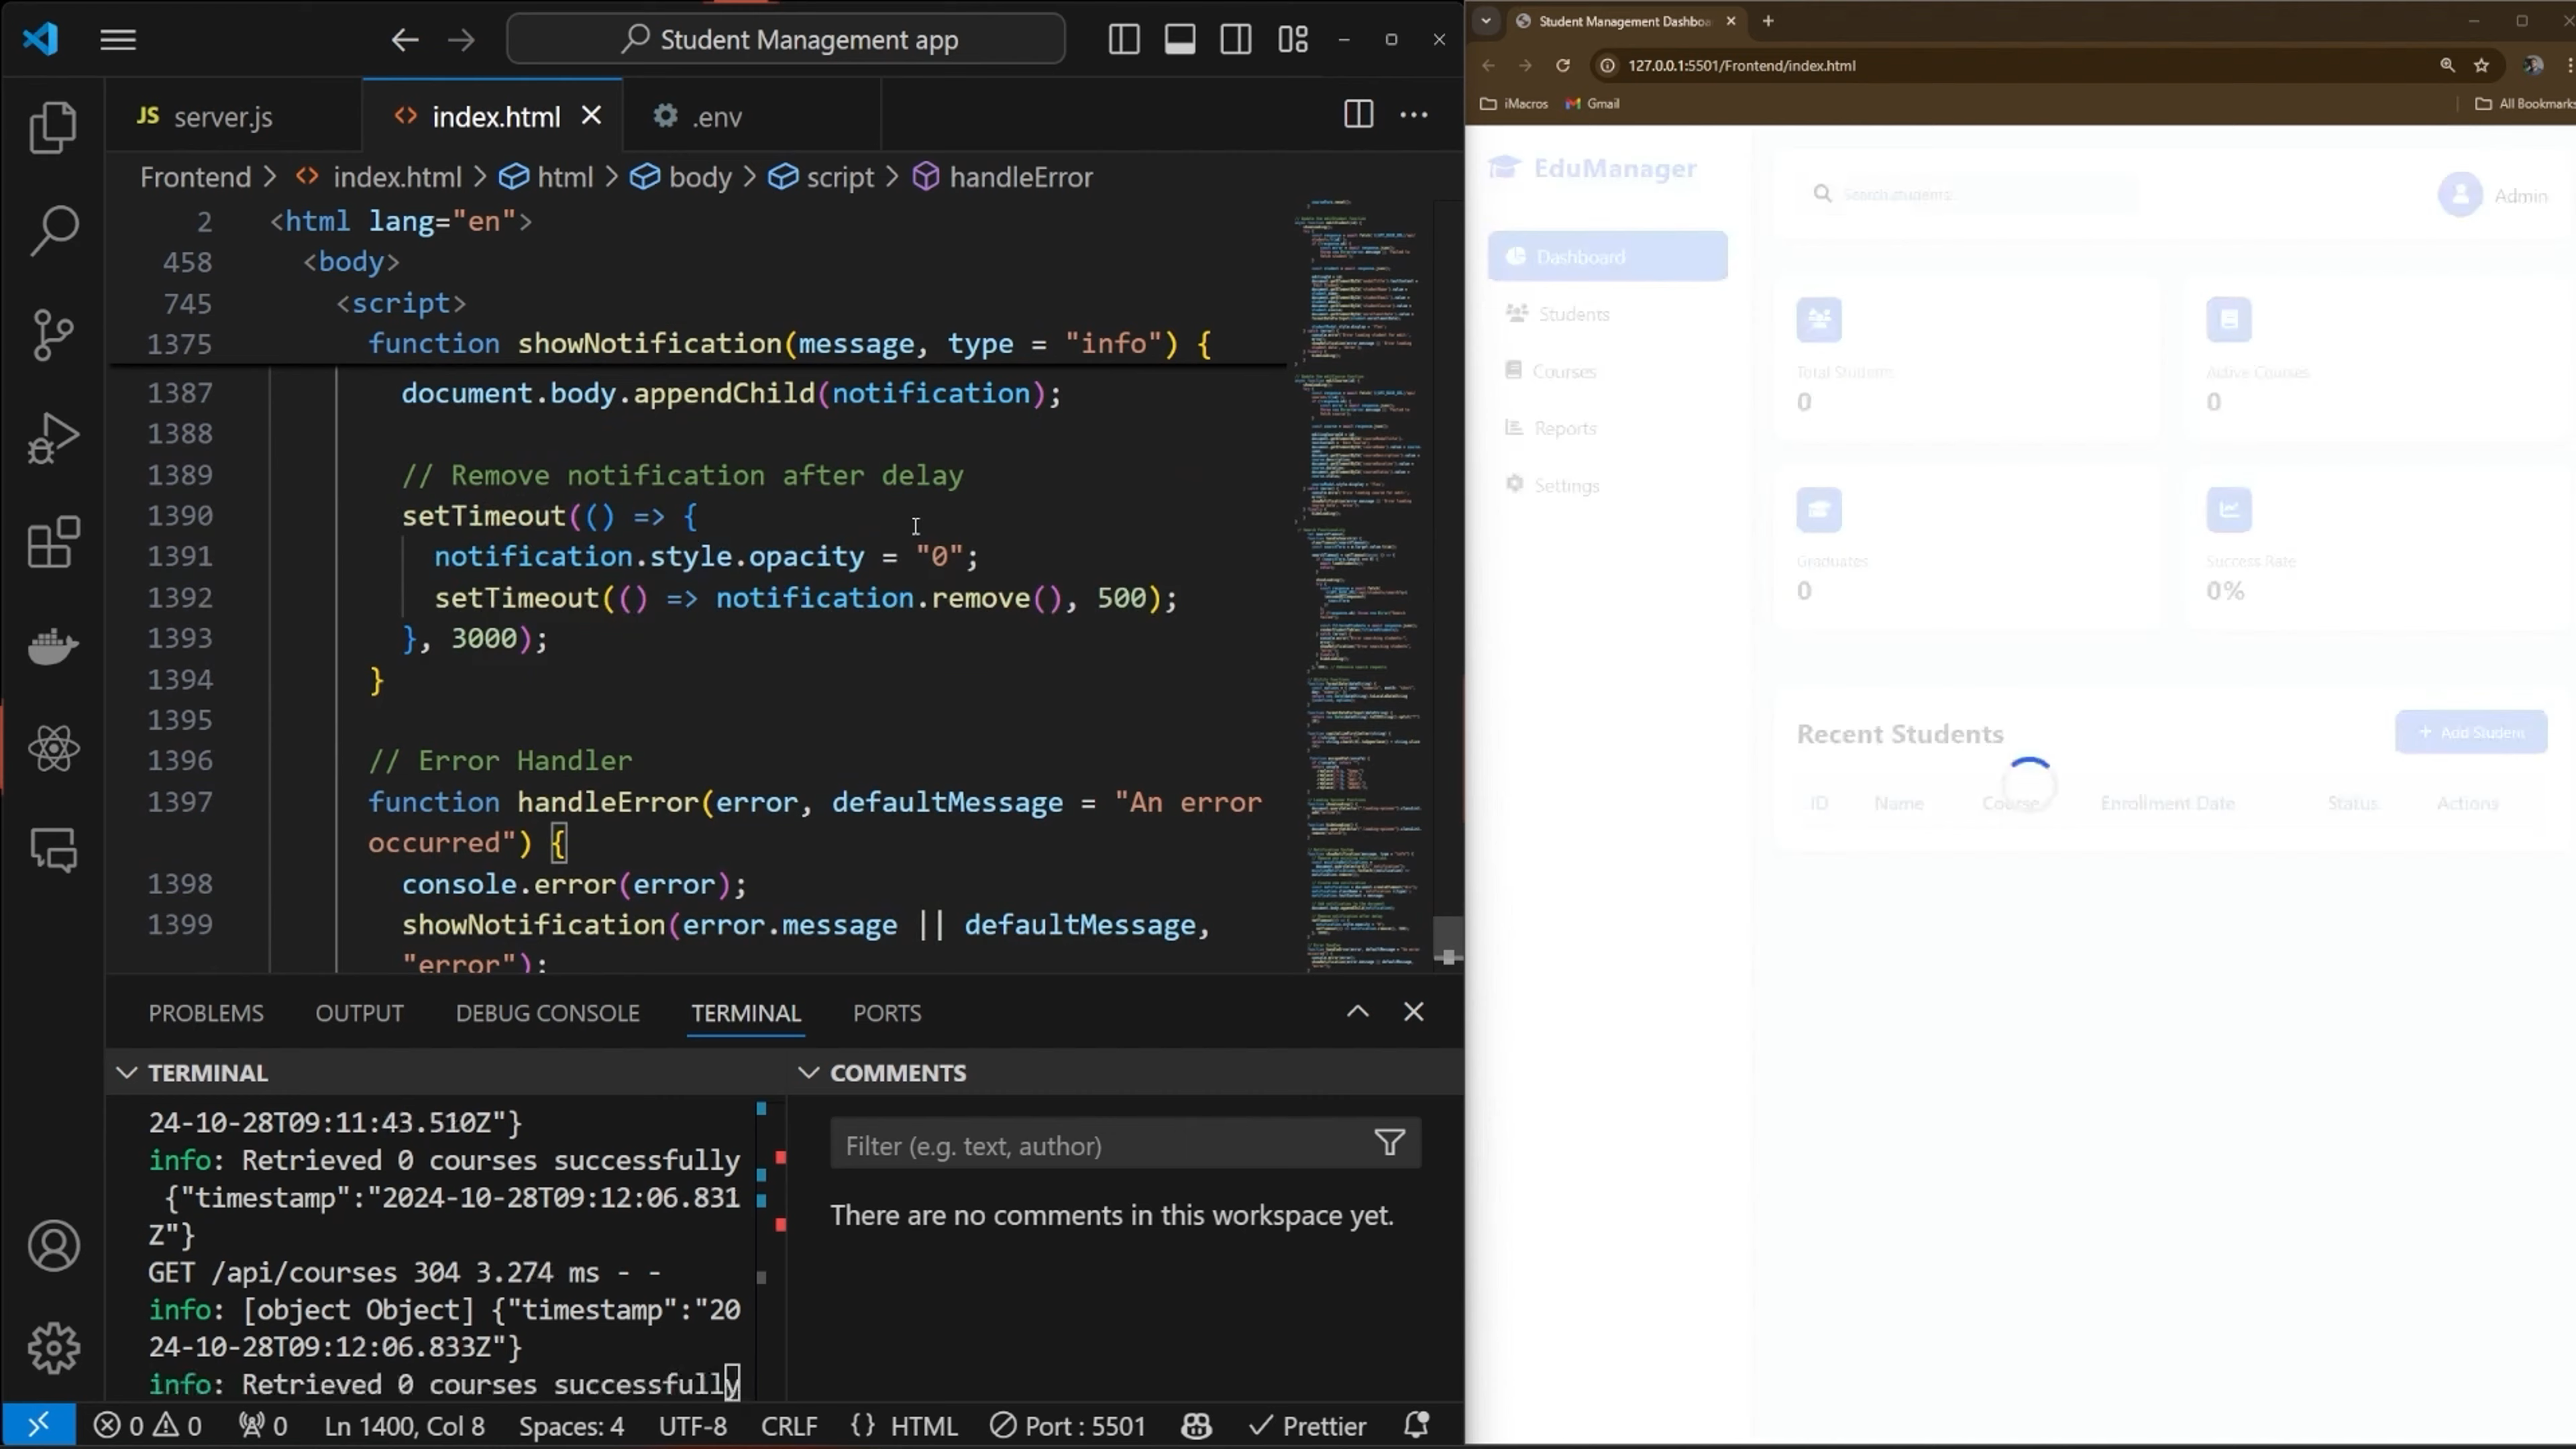 Student Management app
JS server.js
index.html
.env
Frontend > index.html > html > body > script > handleError
2 <html lang="en">
458 <body>
745 <script>
1375 function showNotification(message, type = "info") {
1387 document.body.appendChild(notification);
1388
1389 // Remove notification after delay
1390 setTimeout(() => {
1391 notification.style.opacity = "0";
1392 setTimeout(() => notification.remove(), 500);
1393 }, 3000);
1394 }
1395
1396 // Error Handler
1397 function handleError(error, defaultMessage = "An error
occurred") {
1398 console.error(error);
1399 showNotification(error.message || defaultMessage,
"error");
PROBLEMS OUTPUT DEBUG CONSOLE TERMINAL PORTS
TERMINAL
24-10-28T09:11:43.510Z"}
info: Retrieved 0 courses successfully
{"timestamp":"2024-10-28T09:12:06.831
Z"}
GET /api/courses 304 3.274 ms - -
info: [object Object] {"timestamp":"20
24-10-28T09:12:06.833Z"}
info: Retrieved 0 courses successfully
COMMENTS
Filter (e.g. text, author)
There are no comments in this workspace yet.
0 0 0 Ln 1400, Col 8 Spaces: 4 UTF-8 CRLF {} HTML Port : 5501 Prettier
Student Management Dashboa
127.0.0.1:5501/Frontend/index.html
iMacros Gmail All Bookmarks
EduManager
Search students...
Admin
Dashboard
Students
Courses
Reports
Settings
Total Students
0
Active Courses
0
Graduates
0
Success Rate
0%
Recent Students
+ Add Student
ID Name Course Enrollment Date Status Actions